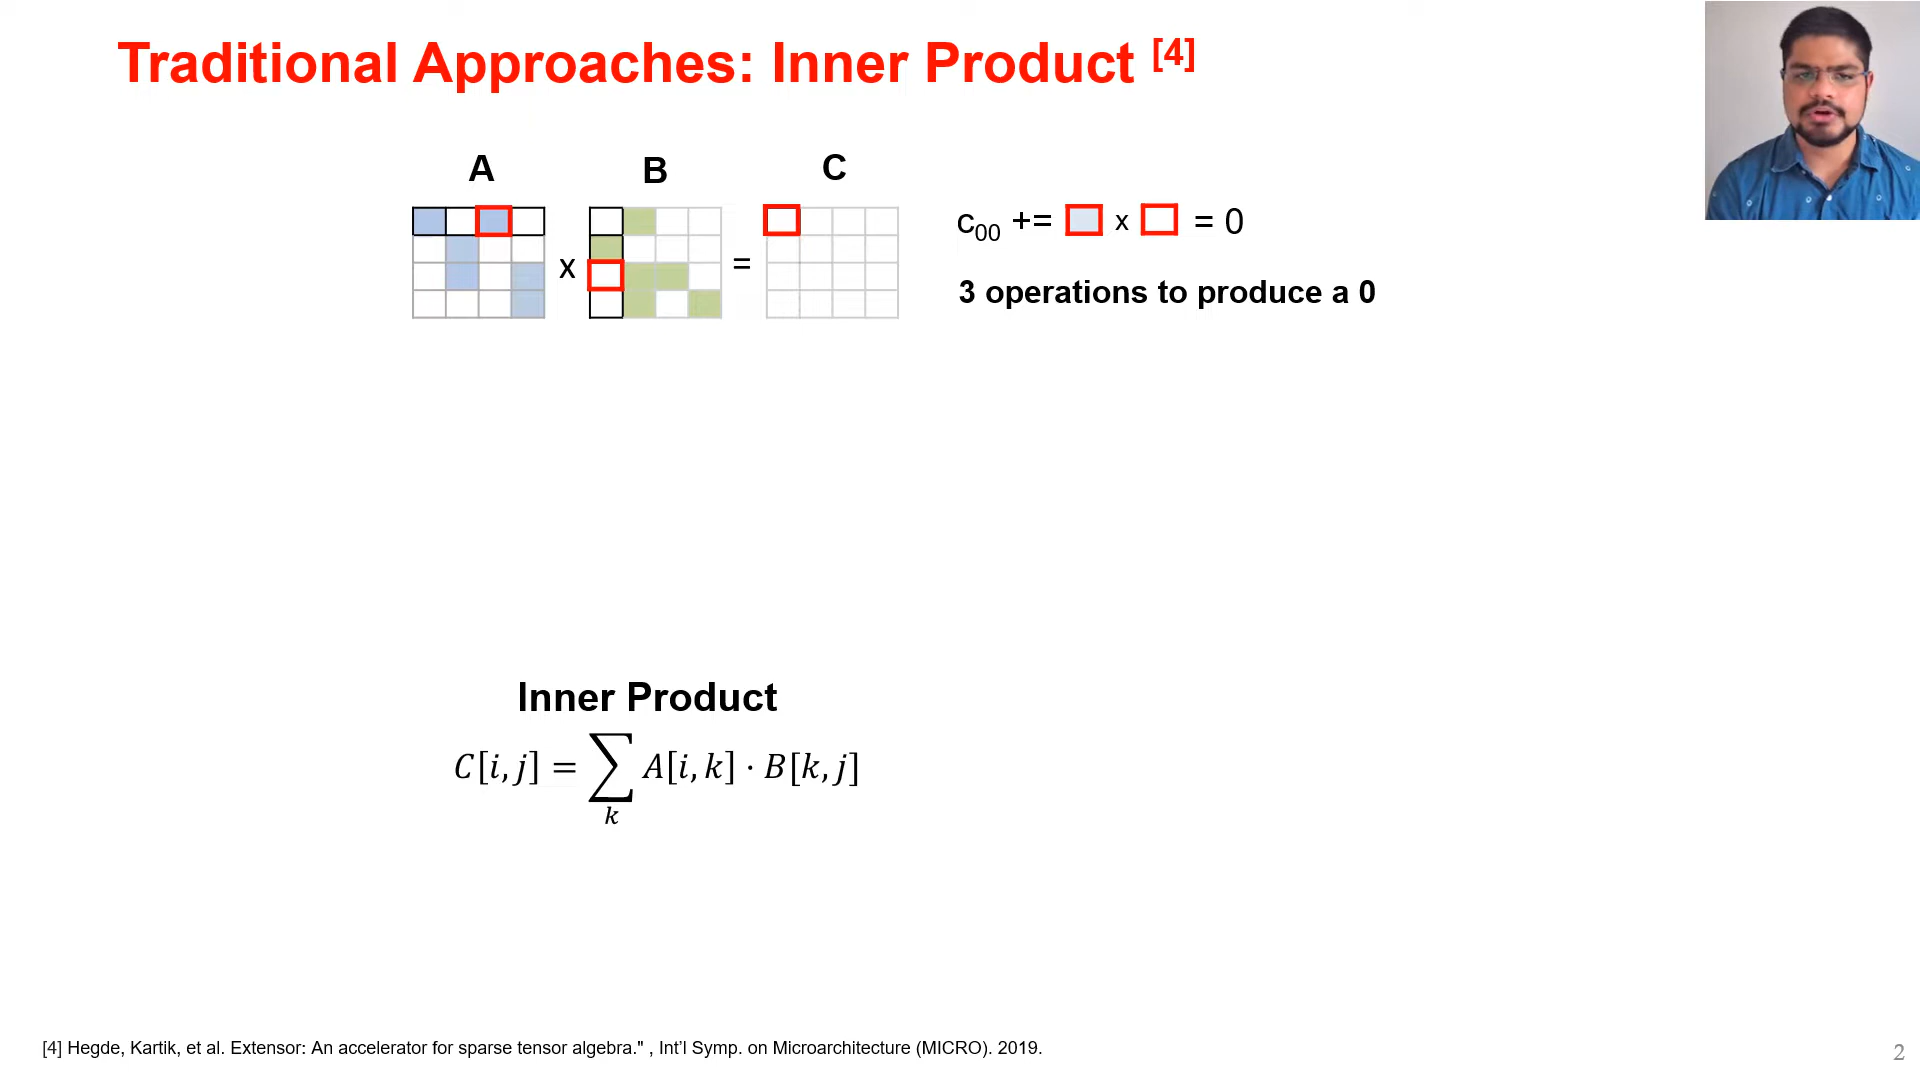 Traditional Approaches: Inner Product [4]
A B C
x =
c00 += x = 0
3 operations to produce a 0
Inner Product
C[i,j] = ∑ A[i,k] · B[k,j]
k
[4] Hegde, Kartik, et al. Extensor: An accelerator for sparse tensor algebra." , Int'l Symp. on Microarchitecture (MICRO). 2019.
2